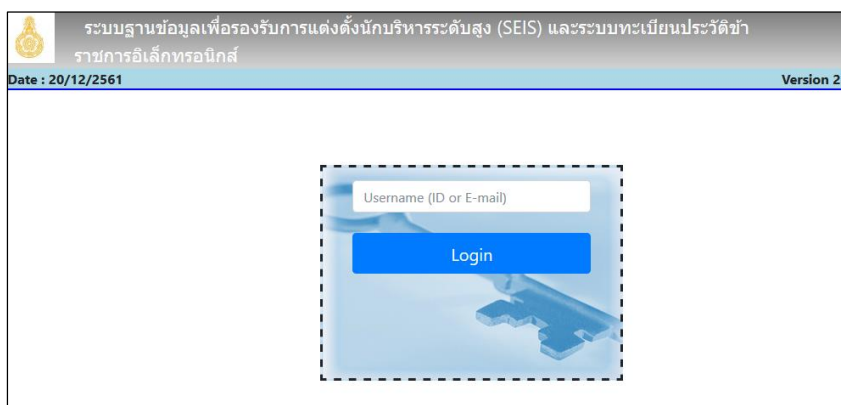 ระบบฐานข้อมูลเพื่อรองรับการแต่งตั้งนักบริหารระดับสูง (SEIS) และระบบทะเบียนประวัติข้า
ราชการอิเล็กทรอนิกส์
Date : 20/12/2561 Version 2
Username (ID or E-mail)
Login